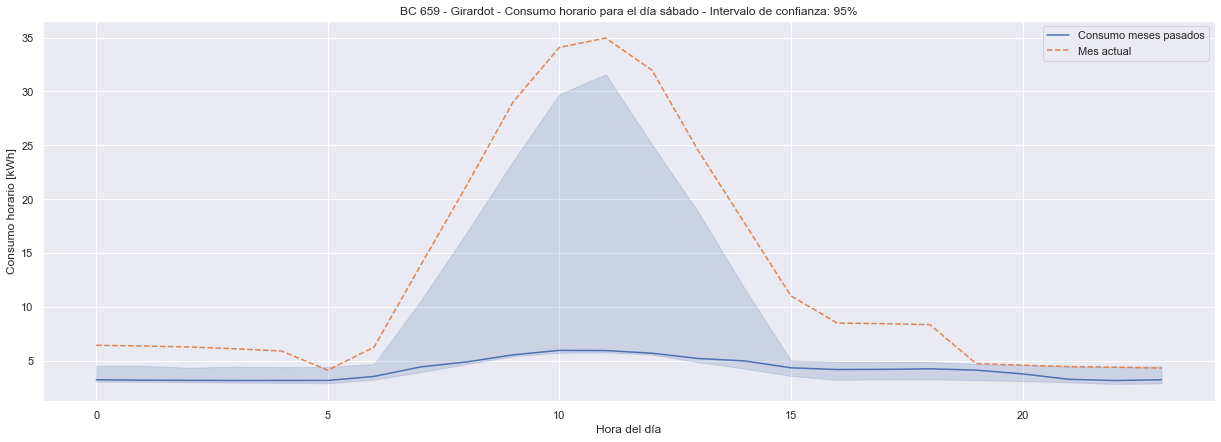 BC 659 - Girardot - Consumo horario para el día sábado - Intervalo de confianza: 95%
Consumo meses pasados
Mes actual
Consumo horario [kWh]
35
30
25
20
15
10
5
0
5
10
15
20
Hora del día